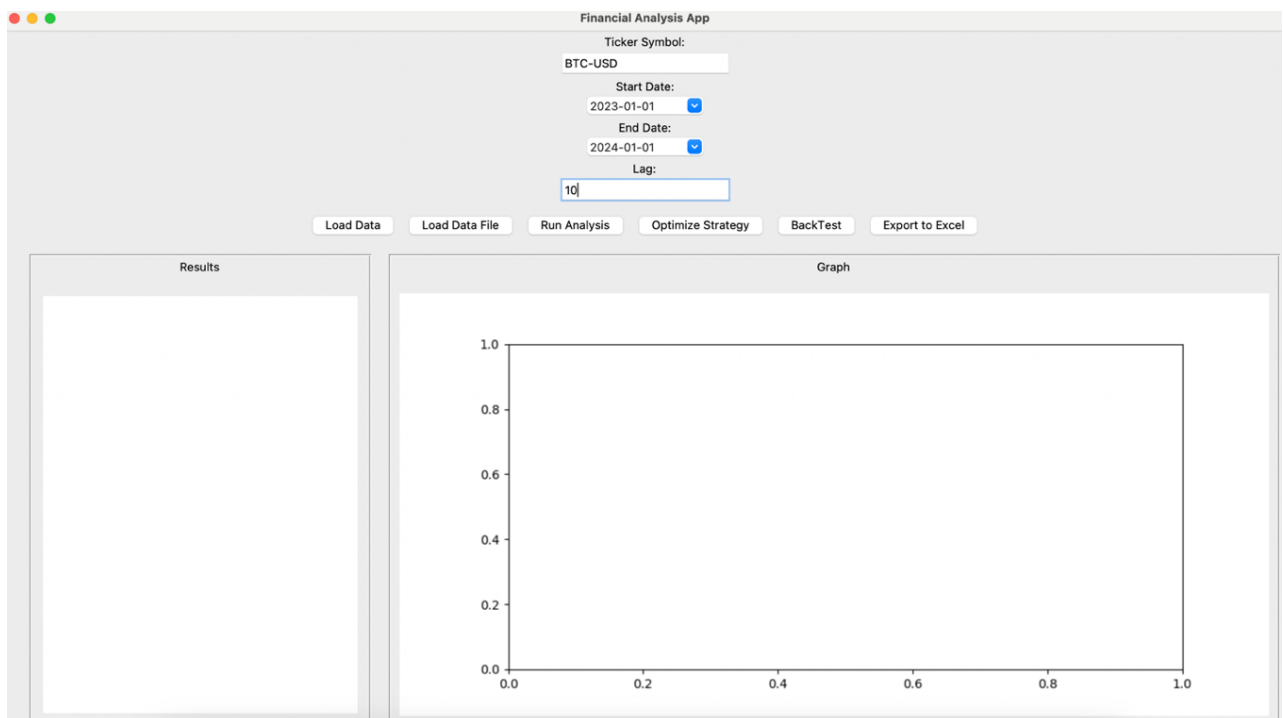 Financial Analysis App
Ticker Symbol:
BTC-USD
Start Date:
2023-01-01
End Date:
2024-01-01
Lag:
10
Load Data Load Data File Run Analysis Optimize Strategy BackTest Export to Excel
Results
Graph
1.0
0.8
0.6
0.4
0.2
0.0
0.0 0.2 0.4 0.6 0.8 1.0